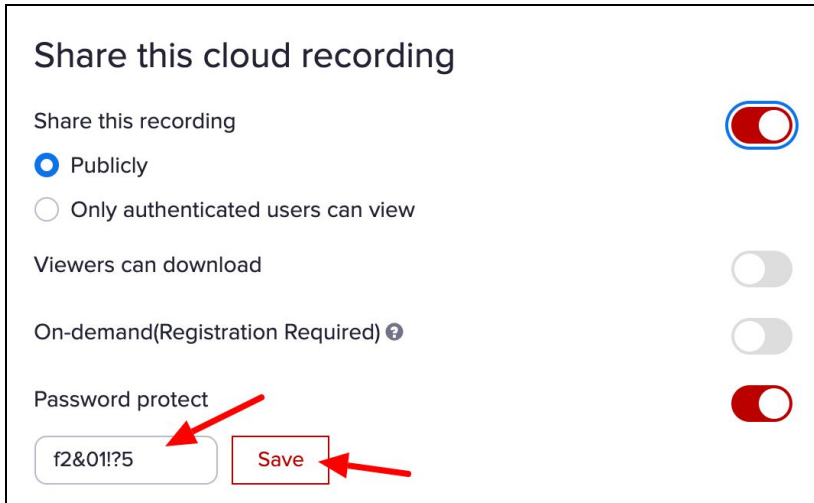 Share this cloud recording
Share this recording
Publicly
Only authenticated users can view
Viewers can download
On-demand(Registration Required) ?
Password protect
f2&01!?5
Save